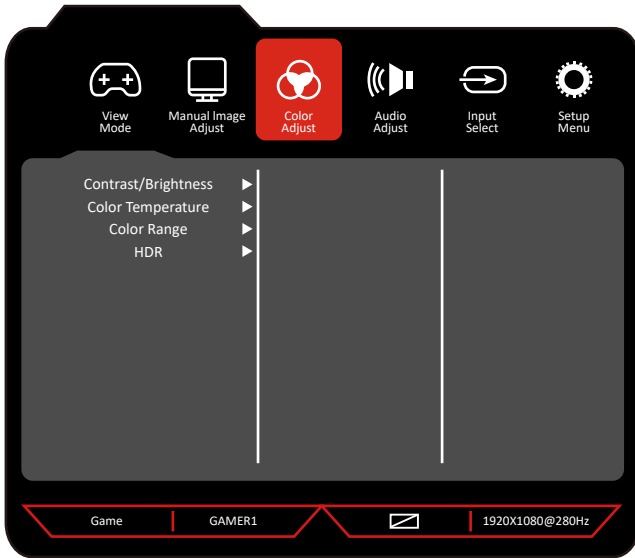 View
Mode
Manual Image
Adjust
Color
Adjust
Audio
Adjust
Input
Select
Setup
Menu
Contrast/Brightness
Color Temperature
Color Range
HDR
Game
GAMER1
1920X1080@280Hz